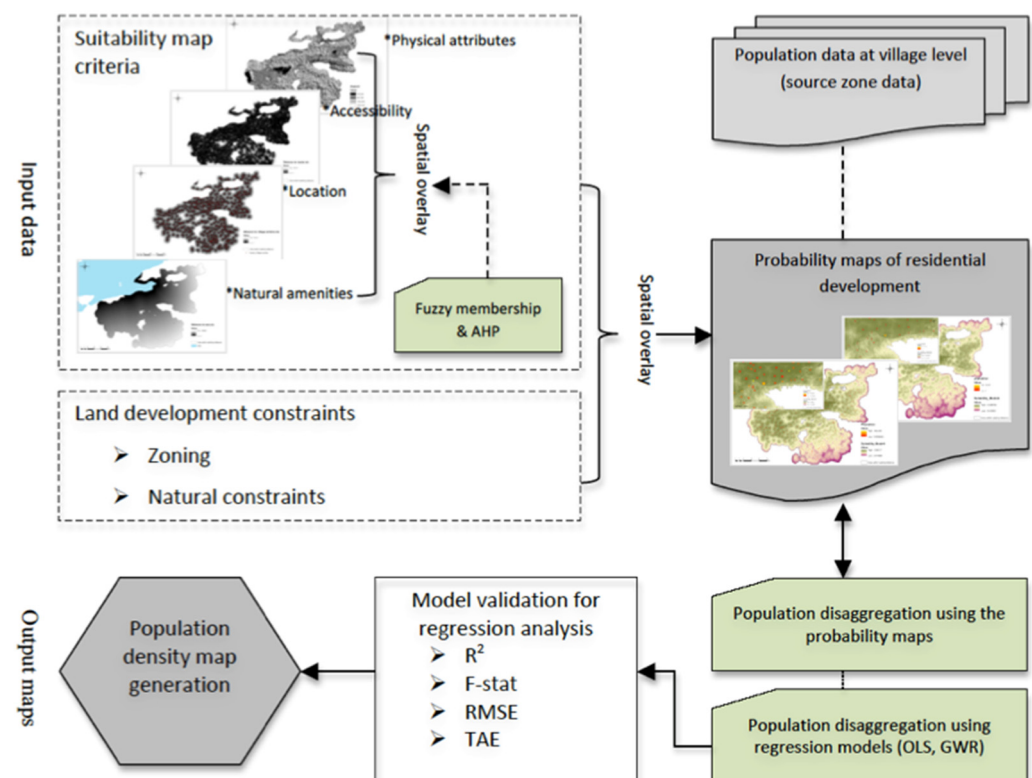 Suitability map
criteria
Physical attributes
Accessibility
Location
Natural amenities
Spatial overlay
Fuzzy membership
& AHP
Input data
Land development constraints
Zoning
Natural constraints
Spatial overlay
Population data at village level
(source zone data)
Probability maps of residential
development
Population disaggregation using the
probability maps
Population disaggregation using
regression models (OLS, GWR)
Model validation for
regression analysis
R²
F-stat
RMSE
TAE
Population
density map
generation
Output maps